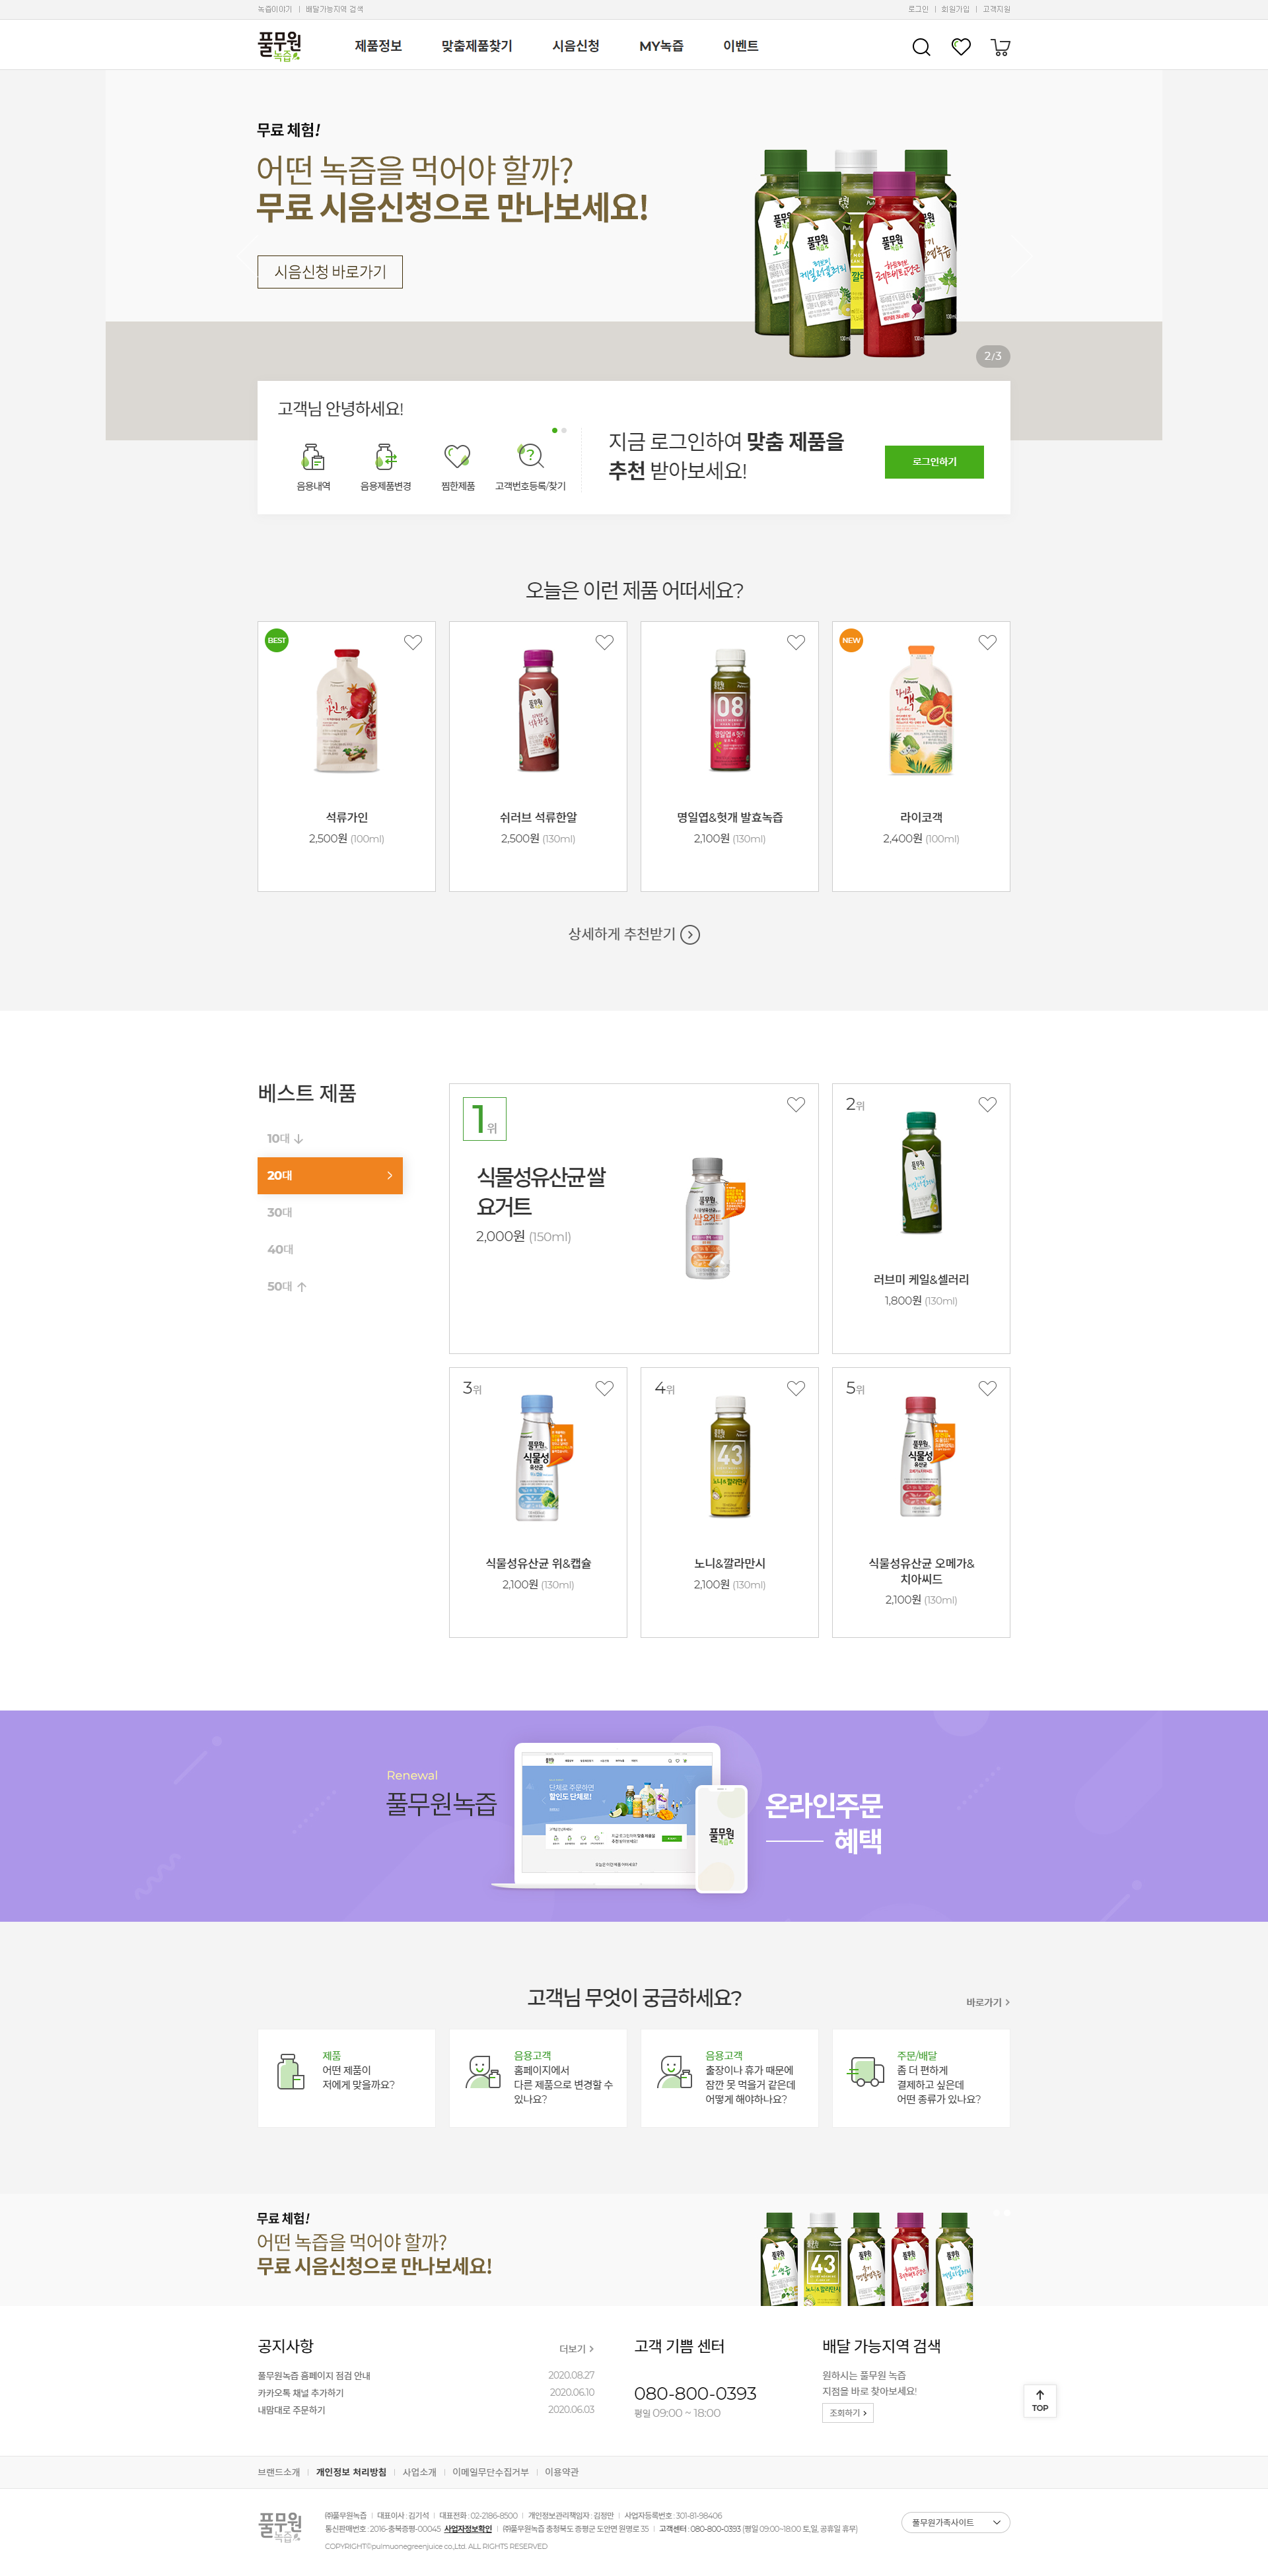 녹즙이야기 | 배달가능지역 검색
로그인 | 회원가입 | 고객지원
풀무원 녹즙
제품정보 맞춤제품찾기 시음신청 MY녹즙 이벤트
무료 체험!
어떤 녹즙을 먹어야 할까?
무료 시음신청으로 만나보세요!
시음신청 바로가기
2/3
고객님 안녕하세요!
음용내역 음용제품변경 찜한제품 고객번호등록/찾기
지금 로그인하여 맞춤 제품을
추천 받아보세요!
로그인하기
오늘은 이런 제품 어떠세요?
BEST
석류가인
2,500원 (100ml)
쉬러브 석류한알
2,500원 (130ml)
08
명일엽&헛개 발효녹즙
2,100원 (130ml)
NEW
라이코객
2,400원 (100ml)
상세하게 추천받기
베스트 제품
10대
20대
30대
40대
50대
1위
식물성유산균쌀
요거트
2,000원 (150ml)
2위
러브미 케일&셀러리
1,800원 (130ml)
3위
식물성유산균 위&캡슐
2,100원 (130ml)
4위
43
노니&깔라만시
노니&깔라만시
2,100원 (130ml)
5위
식물성유산균 오메가&
치아씨드
2,100원 (130ml)
Renewal
풀무원녹즙
단체로 주문하면
할인도 단체로!
풀무원 녹즙
온라인주문
혜택
고객님 무엇이 궁금하세요?
바로가기
제품
어떤 제품이
저에게 맞을까요?
음용고객
홈페이지에서
다른 제품으로 변경할 수
있나요?
음용고객
출장이나 휴가 때문에
잠깐 못 먹을거 같은데
어떻게 해야하나요?
주문/배달
좀 더 편하게
결제하고 싶은데
어떤 종류가 있나요?
무료 체험!
어떤 녹즙을 먹어야 할까?
무료 시음신청으로 만나보세요!
43
공지사항
더보기
풀무원녹즙 홈페이지 점검 안내 2020.08.27
카카오톡 채널 추가하기 2020.06.10
내맘대로 주문하기 2020.06.03
고객 기쁨 센터
080-800-0393
평일 09:00 ~ 18:00
배달 가능지역 검색
원하시는 풀무원 녹즙
지점을 바로 찾아보세요!
조회하기
TOP
브랜드소개 | 개인정보 처리방침 | 사업소개 | 이메일무단수집거부 | 이용약관
풀무원 녹즙
㈜풀무원녹즙 | 대표이사 : 김기석 | 대표전화 : 02-2186-8500 | 개인정보관리책임자 : 김정만 | 사업자등록번호 : 301-81-98406
통신판매번호 : 2016-충북증평-00045 사업자정보확인 | ㈜풀무원녹즙 충청북도 증평군 도안면 원명로 35 | 고객센터 : 080-800-0393 (평일 09:00~18:00 토,일, 공휴일 휴무)
COPYRIGHT©pulmuonegreenjuice co.,Ltd. ALL RIGHTS RESERVED
풀무원가족사이트